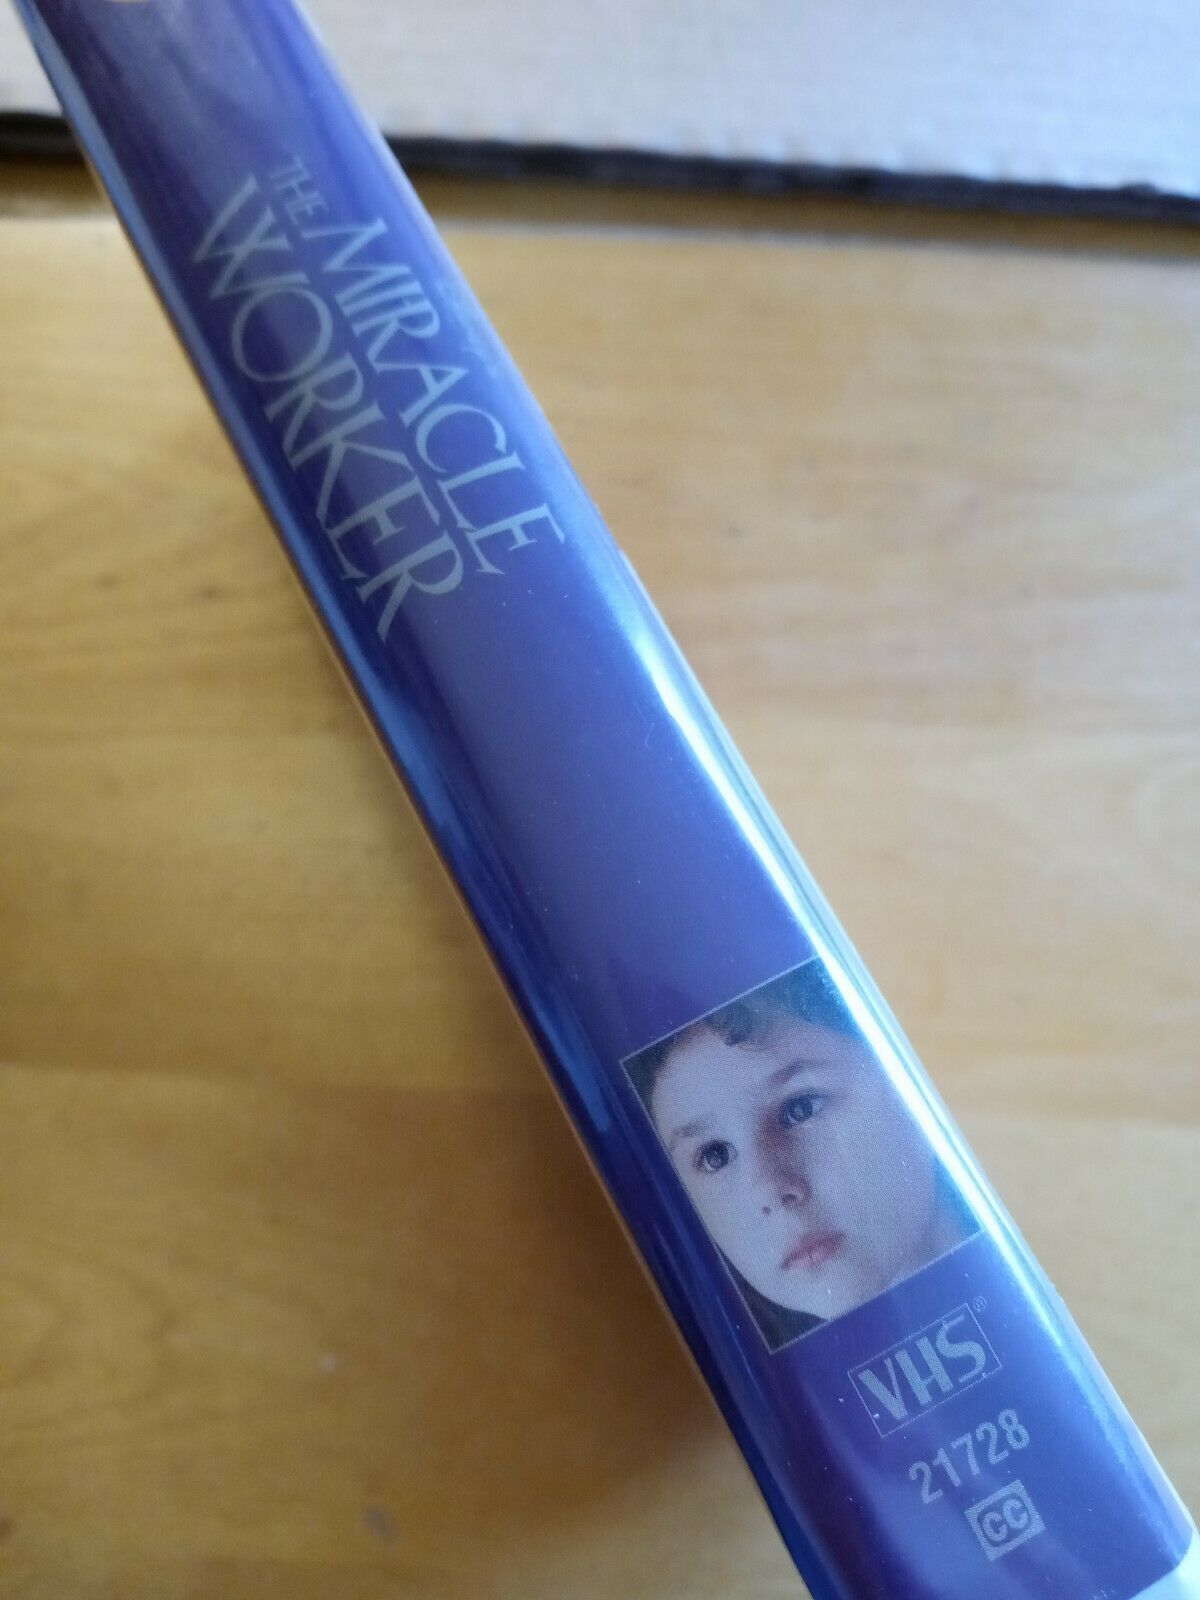 THE MIRACLE
WORKER
VHS®
21728
CC